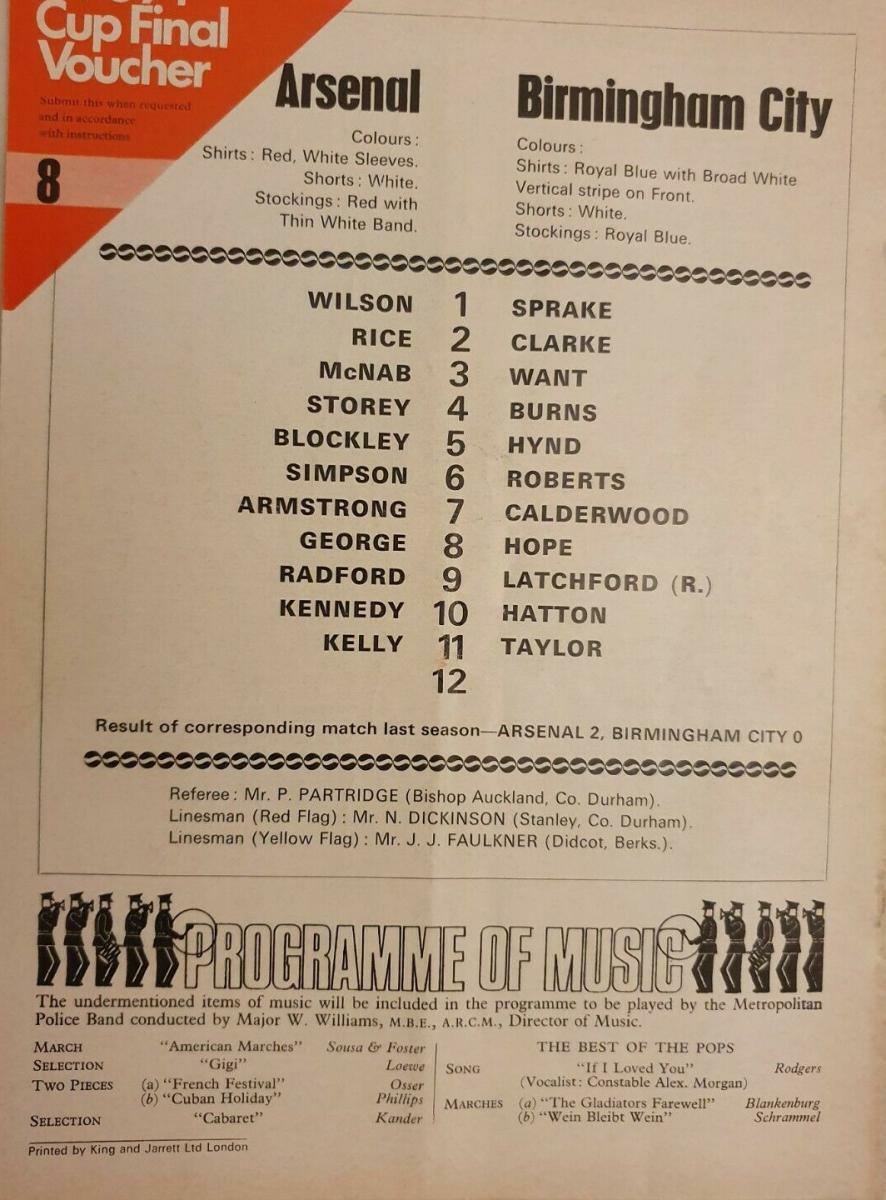 Cup Final
Voucher
Submit this when requested
and in accordance
with instructions
8
Arsenal
Colours:
Shirts: Red, White Sleeves.
Shorts: White.
Stockings: Red with
Thin White Band.
Birmingham City
Colours:
Shirts: Royal Blue with Broad White
Vertical stripe on Front.
Shorts: White.
Stockings: Royal Blue.
WILSON 1 SPRAKE
RICE 2 CLARKE
McNAB 3 WANT
STOREY 4 BURNS
BLOCKLEY 5 HYND
SIMPSON 6 ROBERTS
ARMSTRONG 7 CALDERWOOD
GEORGE 8 HOPE
RADFORD 9 LATCHFORD (R.)
KENNEDY 10 HATTON
KELLY 11 TAYLOR
12
Result of corresponding match last season—ARSENAL 2, BIRMINGHAM CITY 0
Referee: Mr. P. PARTRIDGE (Bishop Auckland, Co. Durham).
Linesman (Red Flag): Mr. N. DICKINSON (Stanley, Co. Durham).
Linesman (Yellow Flag): Mr. J. J. FAULKNER (Didcot, Berks.).
PROGRAMME OF MUSIC
The undermentioned items of music will be included in the programme to be played by the Metropolitan
Police Band conducted by Major W. Williams, M.B.E., A.R.C.M., Director of Music.
MARCH "American Marches" Sousa & Foster
SELECTION "Gigi" Loewe
TWO PIECES (a) "French Festival" Osser
(b) "Cuban Holiday" Phillips
SELECTION "Cabaret" Kander
THE BEST OF THE POPS
SONG "If I Loved You" Rodgers
(Vocalist: Constable Alex. Morgan)
MARCHES (a) "The Gladiators Farewell" Blankenburg
(b) "Wein Bleibt Wein" Schrammel
Printed by King and Jarrett Ltd London